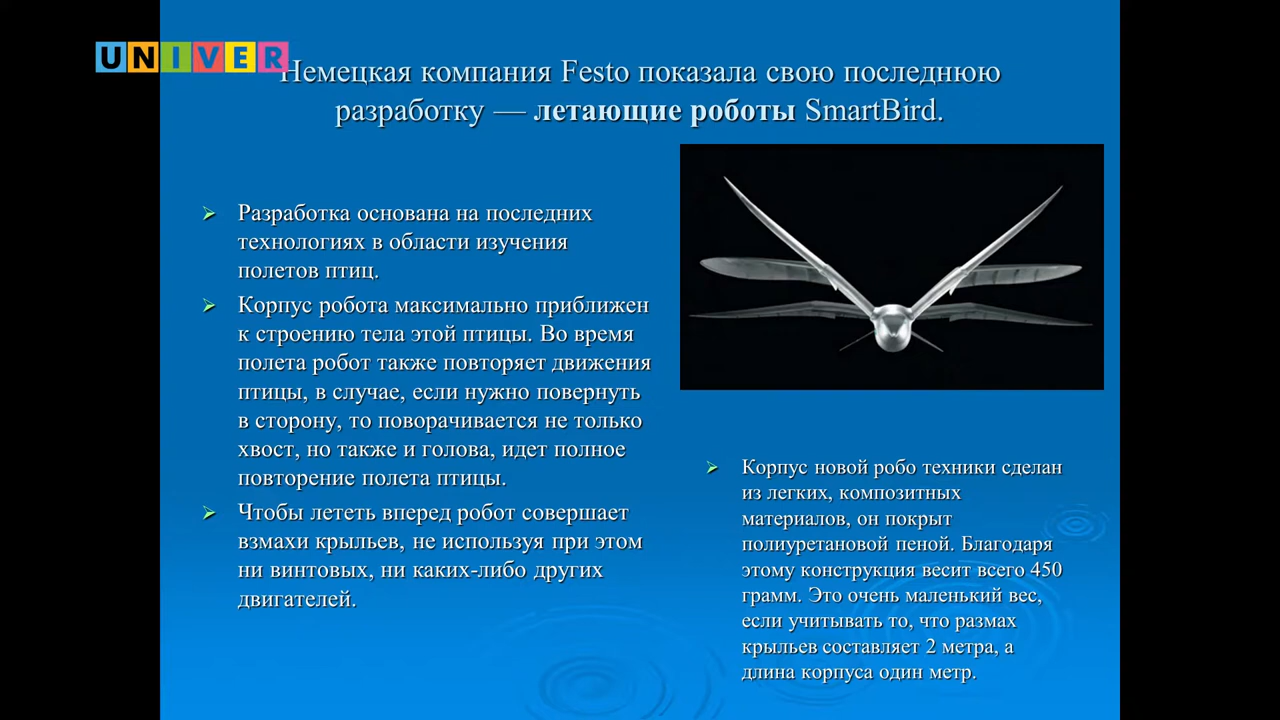 UNIVER
Немецкая компания Festo показала свою последнюю
разработку — летающие роботы SmartBird.
Разработка основана на последних
технологиях в области изучения
полетов птиц.
Корпус робота максимально приближен
к строению тела этой птицы. Во время
полета робот также повторяет движения
птицы, в случае, если нужно повернуть
в сторону, то поворачивается не только
хвост, но также и голова, идет полное
повторение полета птицы.
Чтобы лететь вперед робот совершает
взмахи крыльев, не используя при этом
ни винтовых, ни каких-либо других
двигателей.
Корпус новой робо техники сделан
из легких, композитных
материалов, он покрыт
полиуретановой пеной. Благодаря
этому конструкция весит всего 450
грамм. Это очень маленький вес,
если учитывать то, что размах
крыльев составляет 2 метра, а
длина корпуса один метр.